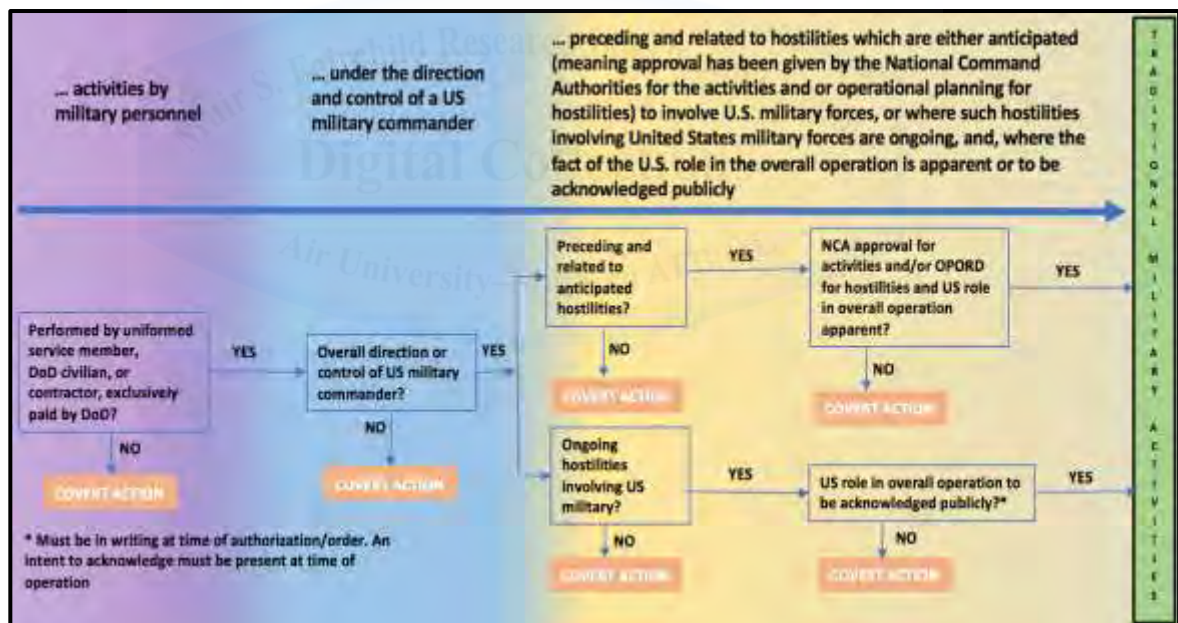 ... activities by
military personnel
... under the direction
and control of a US
military commander
... preceding and related to hostilities which are either anticipated
(meaning approval has been given by the National Command
Authorities for the activities and or operational planning for
hostilities) to involve U.S. military forces, or where such hostilities
involving United States military forces are ongoing, and, where the
fact of the U.S. role in the overall operation is apparent or to be
acknowledged publicly
Performed by uniformed
service member,
DoD civilian, or
contractor, exclusively
paid by DoD?
YES
NO
COVERT ACTION
Overall direction or
control of US military
commander?
YES
NO
COVERT ACTION
Preceding and
related to
anticipated
hostilities?
YES
NO
COVERT ACTION
NCA approval for
activities and/or OPORD
for hostilities and US role
in overall operation
apparent?
YES
NO
COVERT ACTION
Ongoing
hostilities
involving US
military?
YES
NO
COVERT ACTION
US role in overall operation to
be acknowledged publicly?*
YES
NO
COVERT ACTION
* Must be in writing at time of authorization/order. An
intent to acknowledge must be present at time of
operation
TRADITIONAL MILITARY ACTIVITIES
Digital
Air University